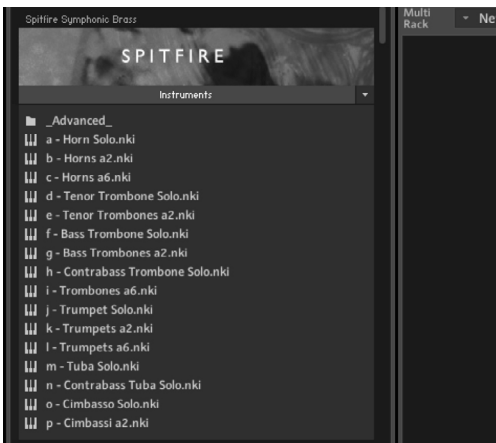 Spitfire Symphonic Brass
SPITFIRE
Instruments
_Advanced_
a - Horn Solo.nki
b - Horns a2.nki
c - Horns a6.nki
d - Tenor Trombone Solo.nki
e - Tenor Trombones a2.nki
f - Bass Trombone Solo.nki
g - Bass Trombones a2.nki
h - Contrabass Trombone Solo.nki
i - Trombones a6.nki
j - Trumpet Solo.nki
k - Trumpets a2.nki
l - Trumpets a6.nki
m - Tuba Solo.nki
n - Contrabass Tuba Solo.nki
o - Cimbasso Solo.nki
p - Cimbassi a2.nki
Multi
Rack
Ne